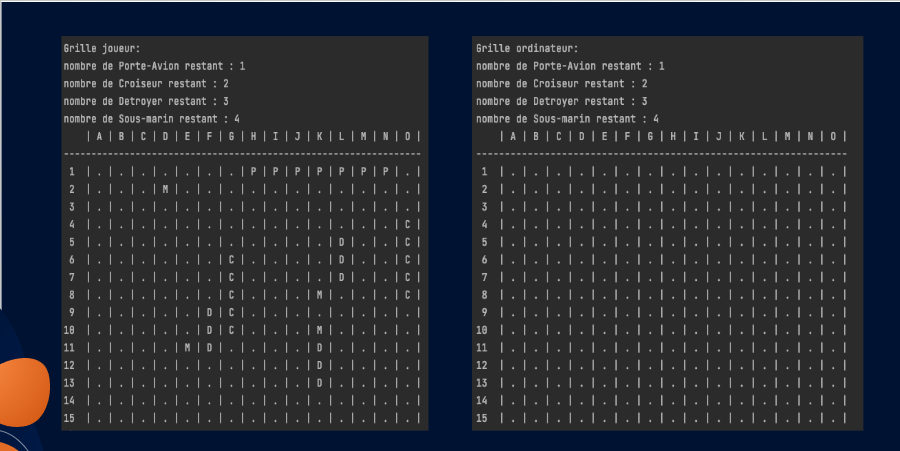 Grille joueur:
nombre de Porte-Avion restant : 1
nombre de Croiseur restant : 2
nombre de Detroyer restant : 3
nombre de Sous-marin restant : 4
| A | B | C | D | E | F | G | H | I | J | K | L | M | N | O |
-----------------------------------------------------------------
1 |.|.|.|.|.|.|.| P| P| P| P| P| P| P|.|
2 |.|.|.| M|.|.|.|.|.|.|.|.|.|.|.|
3 |.|.|.|.|.|.|.|.|.|.|.|.|.|.|.|
4 |.|.|.|.|.|.|.|.|.|.|.|.|.|.| C|
5 |.|.|.|.|.|.|.|.|.|.|.| D|.|.| C|
6 |.|.|.|.|.|.| C|.|.|.|.| D|.|.| C|
7 |.|.|.|.|.|.| C|.|.|.|.| D|.|.| C|
8 |.|.|.|.|.|.| C|.|.|.| M|.|.|.| C|
9 |.|.|.|.|.| D| C|.|.|.|.|.|.|.|.|
10 |.|.|.|.|.| D| C|.|.|.| M|.|.|.|.|
11 |.|.|.|.| M| D|.|.|.|.| D|.|.|.|.|
12 |.|.|.|.|.|.|.|.|.|.| D|.|.|.|.|
13 |.|.|.|.|.|.|.|.|.|.| D|.|.|.|.|
14 |.|.|.|.|.|.|.|.|.|.|.|.|.|.|.|
15 |.|.|.|.|.|.|.|.|.|.|.|.|.|.|.|
Grille ordinateur:
nombre de Porte-Avion restant : 1
nombre de Croiseur restant : 2
nombre de Detroyer restant : 3
nombre de Sous-marin restant : 4
| A | B | C | D | E | F | G | H | I | J | K | L | M | N | O |
-----------------------------------------------------------------
1 |.|.|.|.|.|.|.|.|.|.|.|.|.|.|.|
2 |.|.|.|.|.|.|.|.|.|.|.|.|.|.|.|
3 |.|.|.|.|.|.|.|.|.|.|.|.|.|.|.|
4 |.|.|.|.|.|.|.|.|.|.|.|.|.|.|.|
5 |.|.|.|.|.|.|.|.|.|.|.|.|.|.|.|
6 |.|.|.|.|.|.|.|.|.|.|.|.|.|.|.|
7 |.|.|.|.|.|.|.|.|.|.|.|.|.|.|.|
8 |.|.|.|.|.|.|.|.|.|.|.|.|.|.|.|
9 |.|.|.|.|.|.|.|.|.|.|.|.|.|.|.|
10 |.|.|.|.|.|.|.|.|.|.|.|.|.|.|.|
11 |.|.|.|.|.|.|.|.|.|.|.|.|.|.|.|
12 |.|.|.|.|.|.|.|.|.|.|.|.|.|.|.|
13 |.|.|.|.|.|.|.|.|.|.|.|.|.|.|.|
14 |.|.|.|.|.|.|.|.|.|.|.|.|.|.|.|
15 |.|.|.|.|.|.|.|.|.|.|.|.|.|.|.|